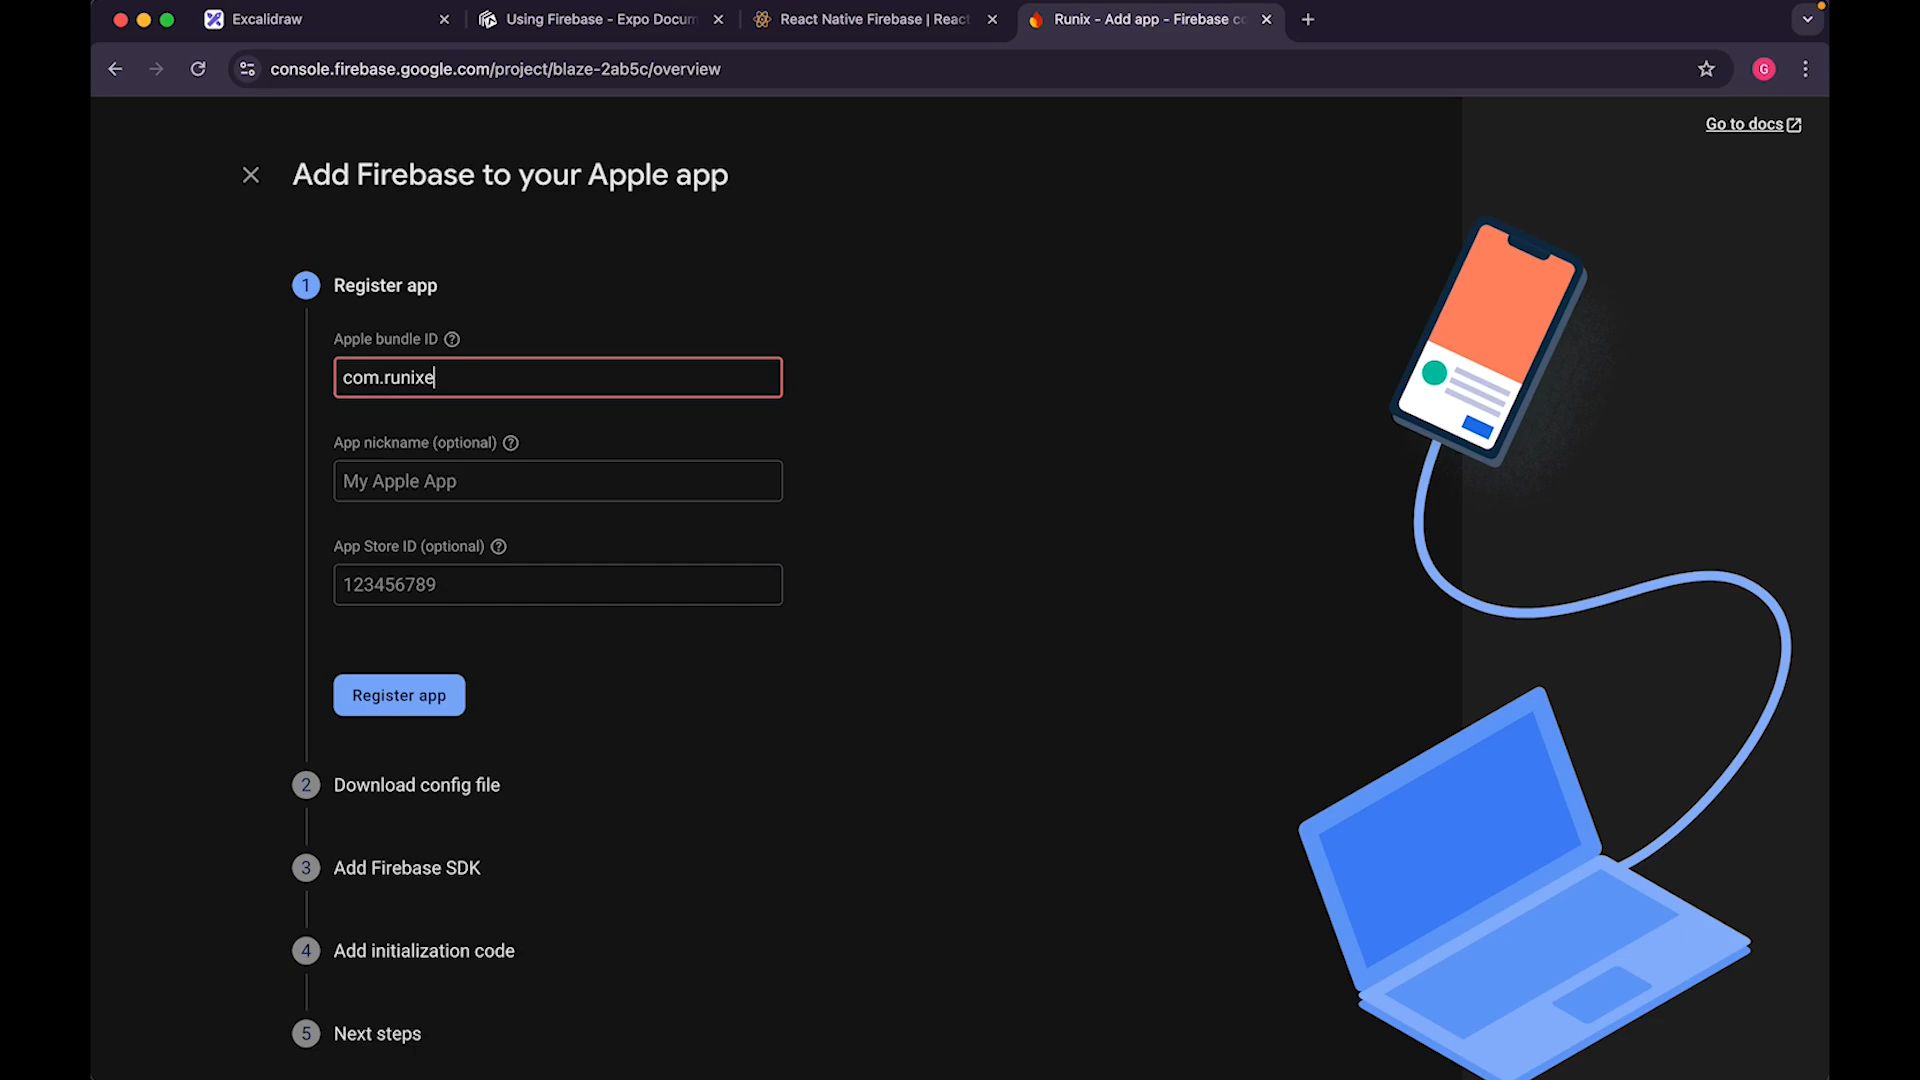 Excalidraw
Using Firebase - Expo Docum
React Native Firebase | React
Runix - Add app - Firebase co
console.firebase.google.com/project/blaze-2ab5c/overview
G
Go to docs
Add Firebase to your Apple app
1 Register app
Apple bundle ID
com.runixe
App nickname (optional)
My Apple App
App Store ID (optional)
123456789
Register app
2 Download config file
3 Add Firebase SDK
4 Add initialization code
5 Next steps